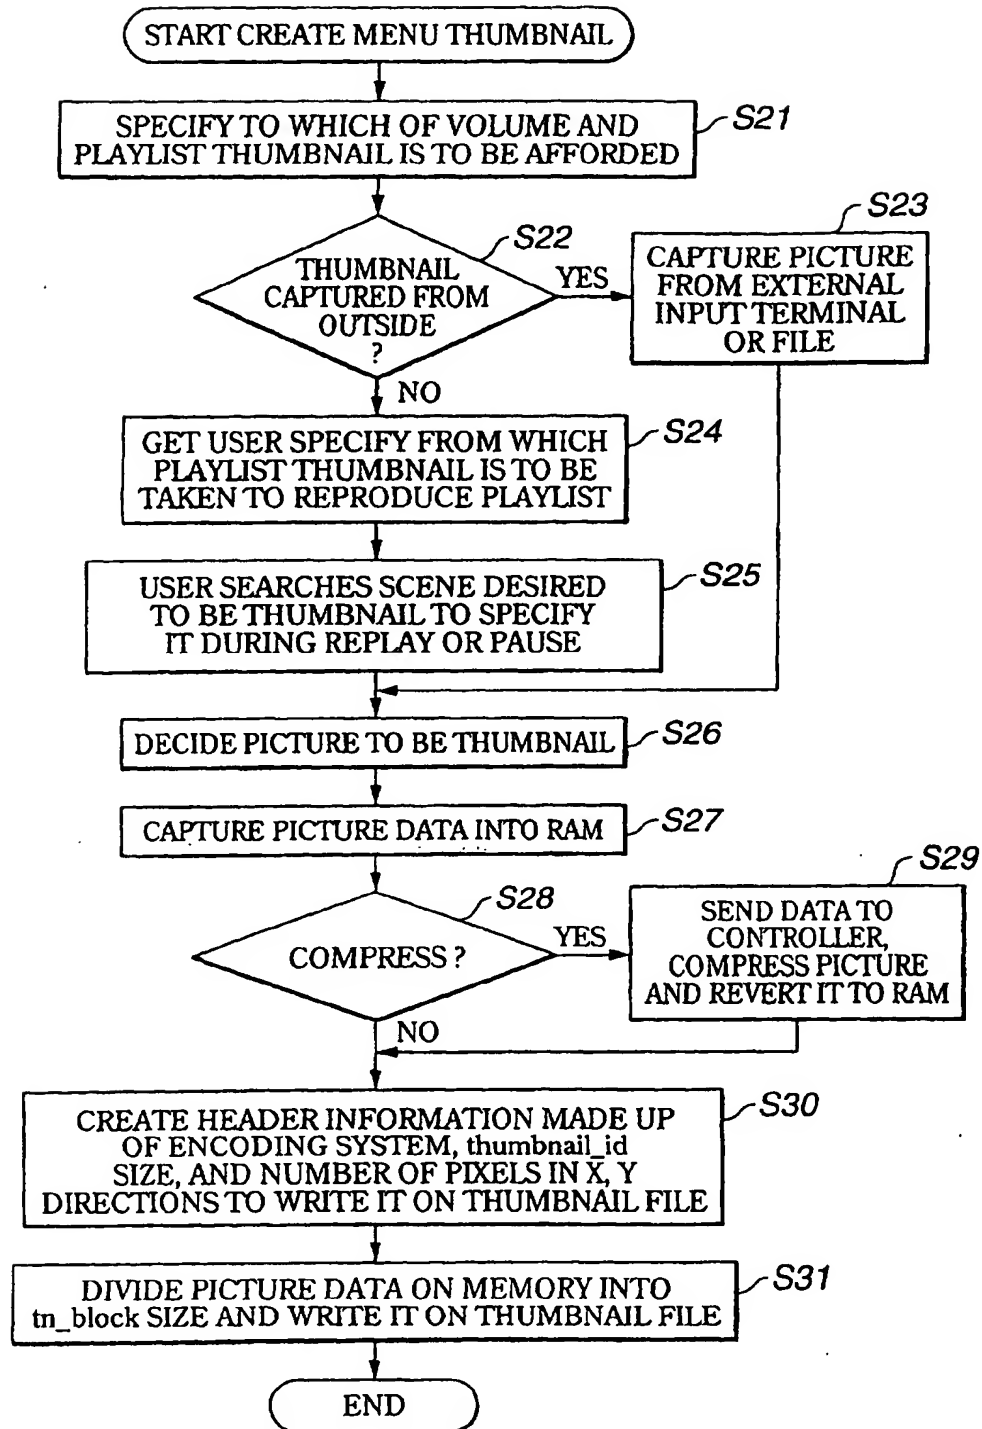 START CREATE MENU THUMBNAIL
SPECIFY TO WHICH OF VOLUME AND
PLAYLIST THUMBNAIL IS TO BE AFFORDED
S21
THUMBNAIL
CAPTURED FROM
OUTSIDE
?
S22
YES
CAPTURE PICTURE
FROM EXTERNAL
INPUT TERMINAL
OR FILE
S23
NO
GET USER SPECIFY FROM WHICH
PLAYLIST THUMBNAIL IS TO BE
TAKEN TO REPRODUCE PLAYLIST
S24
USER SEARCHES SCENE DESIRED
TO BE THUMBNAIL TO SPECIFY
IT DURING REPLAY OR PAUSE
S25
DECIDE PICTURE TO BE THUMBNAIL
S26
CAPTURE PICTURE DATA INTO RAM
S27
COMPRESS ?
S28
YES
SEND DATA TO
CONTROLLER,
COMPRESS PICTURE
AND REVERT IT TO RAM
S29
NO
CREATE HEADER INFORMATION MADE UP
OF ENCODING SYSTEM, thumbnail_id
SIZE, AND NUMBER OF PIXELS IN X, Y
DIRECTIONS TO WRITE IT ON THUMBNAIL FILE
S30
DIVIDE PICTURE DATA ON MEMORY INTO
tn_block SIZE AND WRITE IT ON THUMBNAIL FILE
S31
END